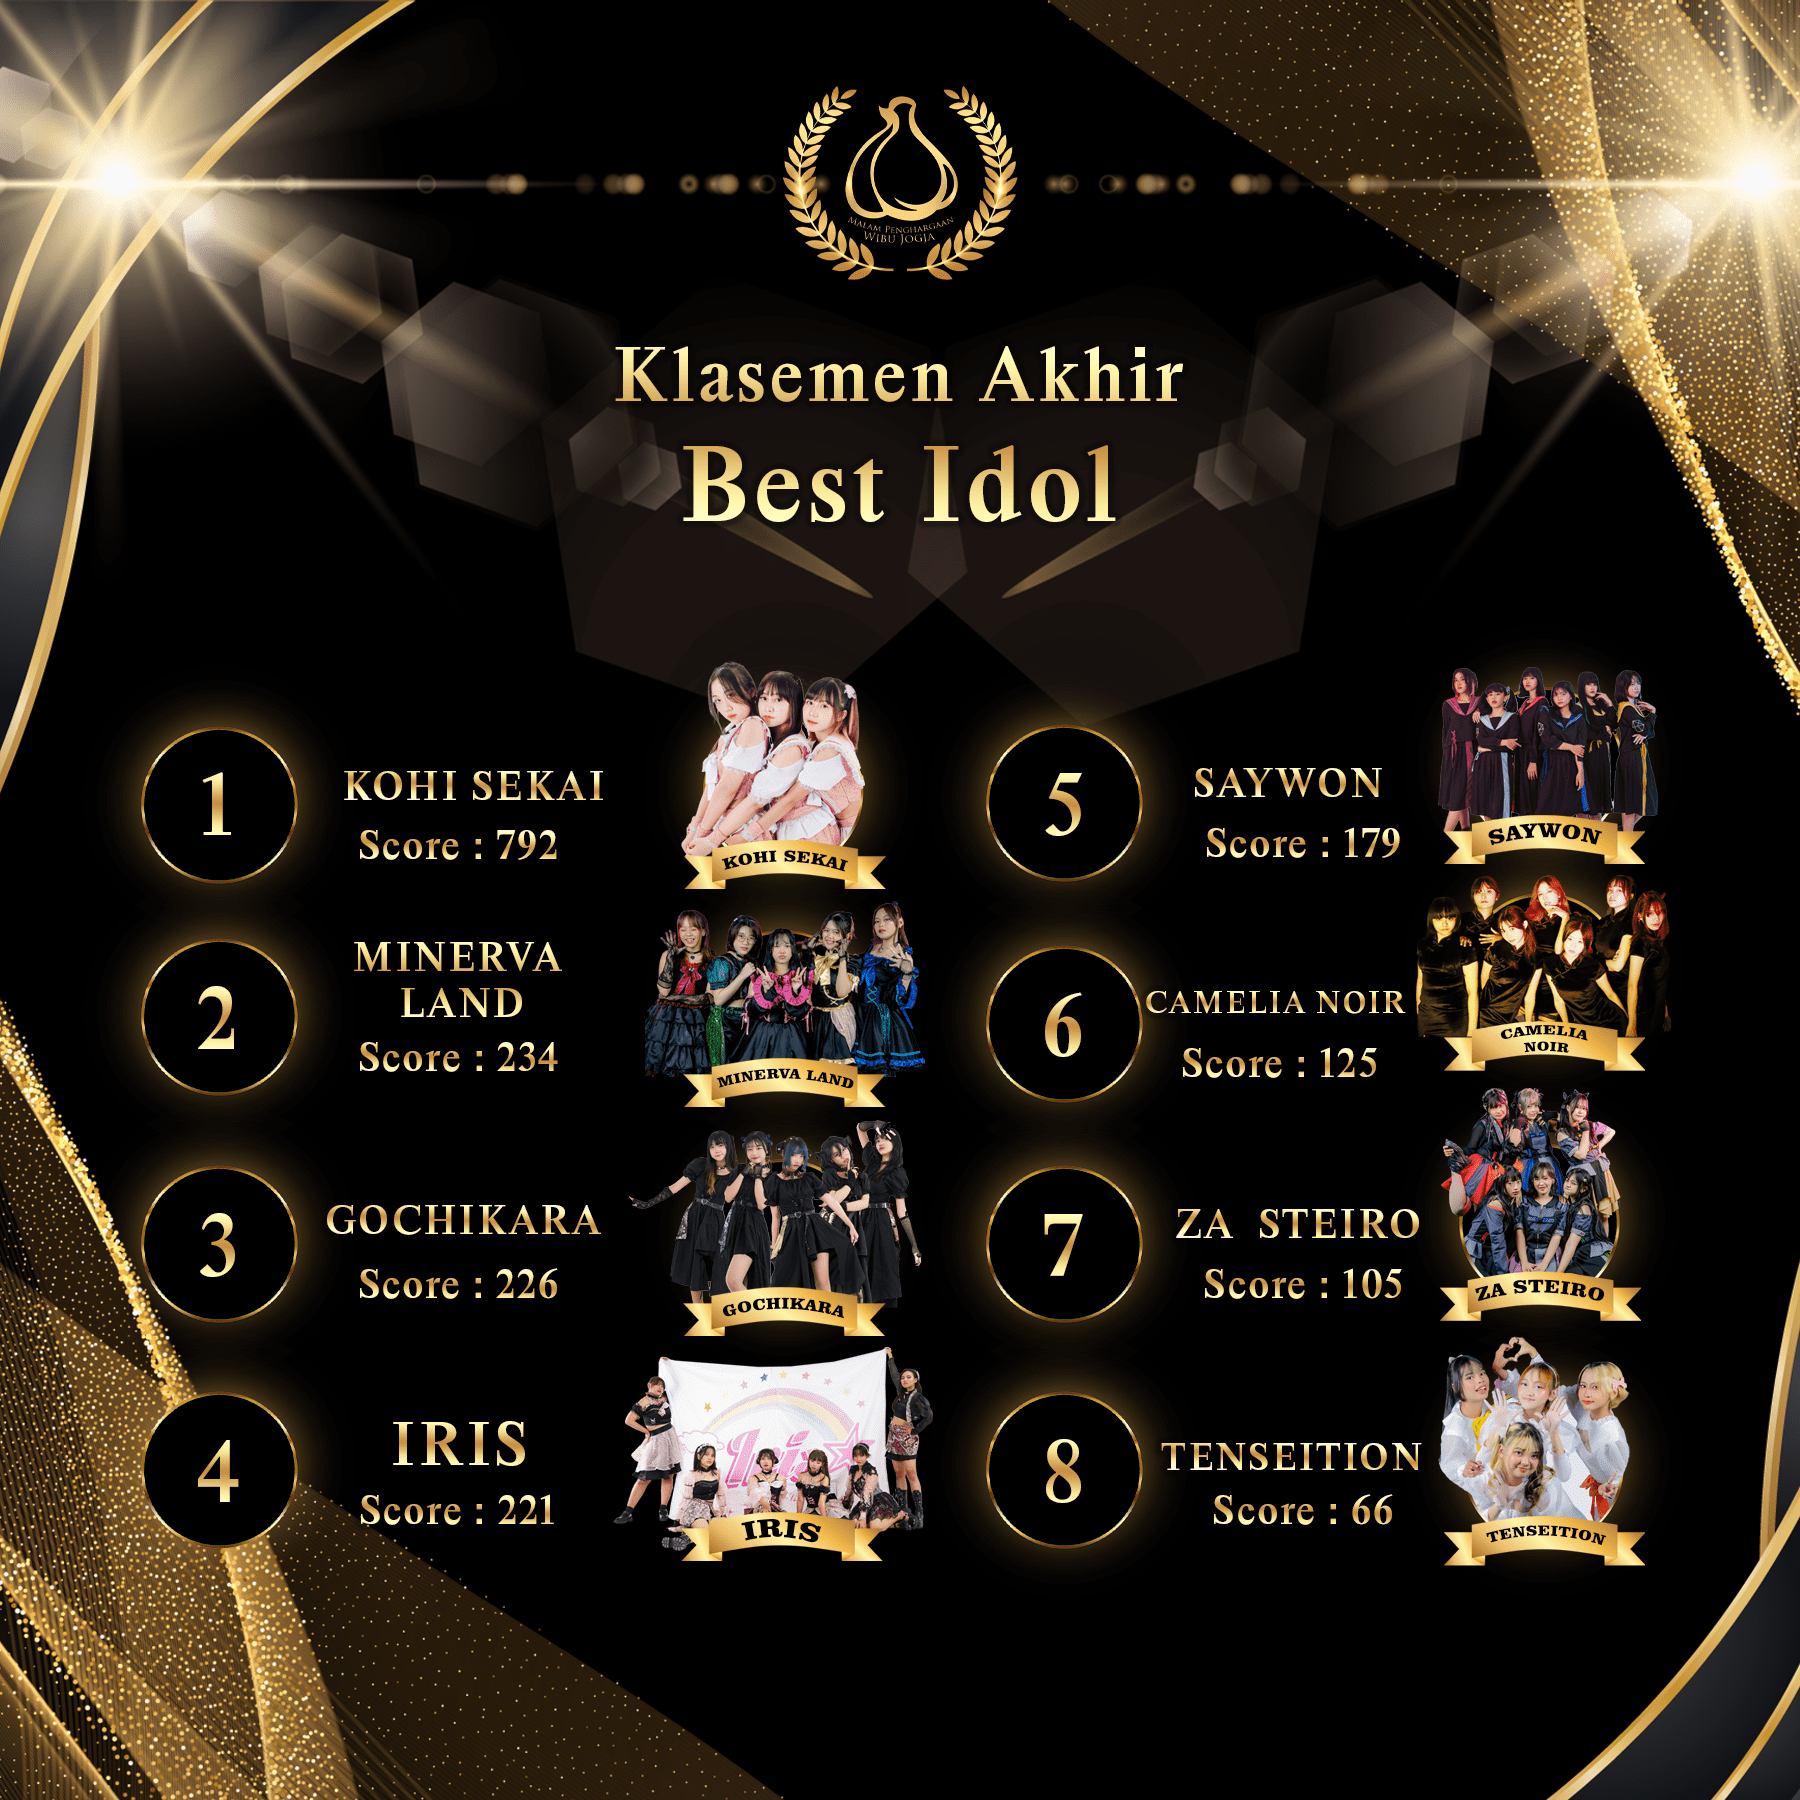 MALAM PENGHARGAAN
WIBU JOGJA
Klasemen Akhir
Best Idol
1
KOHI SEKAI
Score : 792
KOHI SEKAI
2
MINERVA
LAND
Score : 234
MINERVA LAND
3
GOCHIKARA
Score : 226
GOCHIKARA
4
IRIS
Score : 221
Iris
IRIS
5
SAYWON
Score : 179
SAYWON
6
CAMELIA NOIR
Score : 125
CAMELIA
NOIR
7
ZA STEIRO
Score : 105
ZA STEIRO
8
TENSEITION
Score : 66
TENSEITION